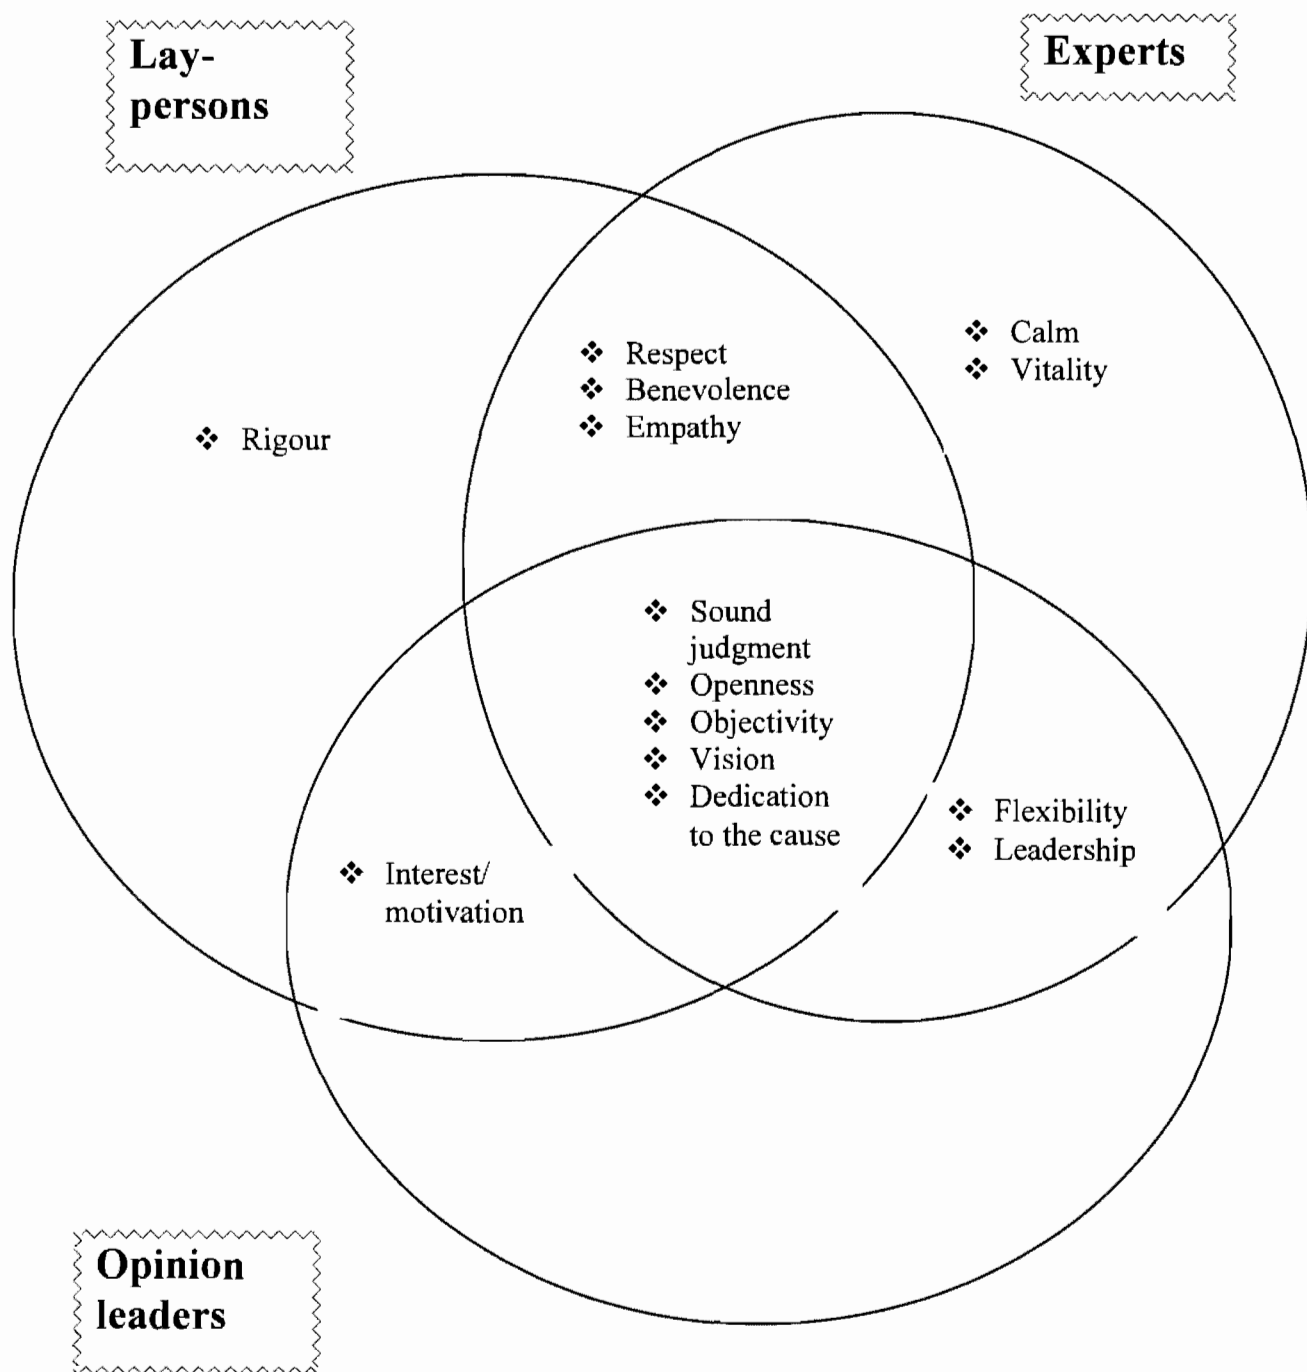 Lay-
persons
Experts
❖ Calm
❖ Vitality
❖ Respect
❖ Benevolence
❖ Empathy
❖ Rigour
❖ Sound
judgment
❖ Openness
❖ Objectivity
❖ Vision
❖ Dedication
to the cause
❖ Flexibility
❖ Leadership
❖ Interest/
motivation
Opinion
leaders